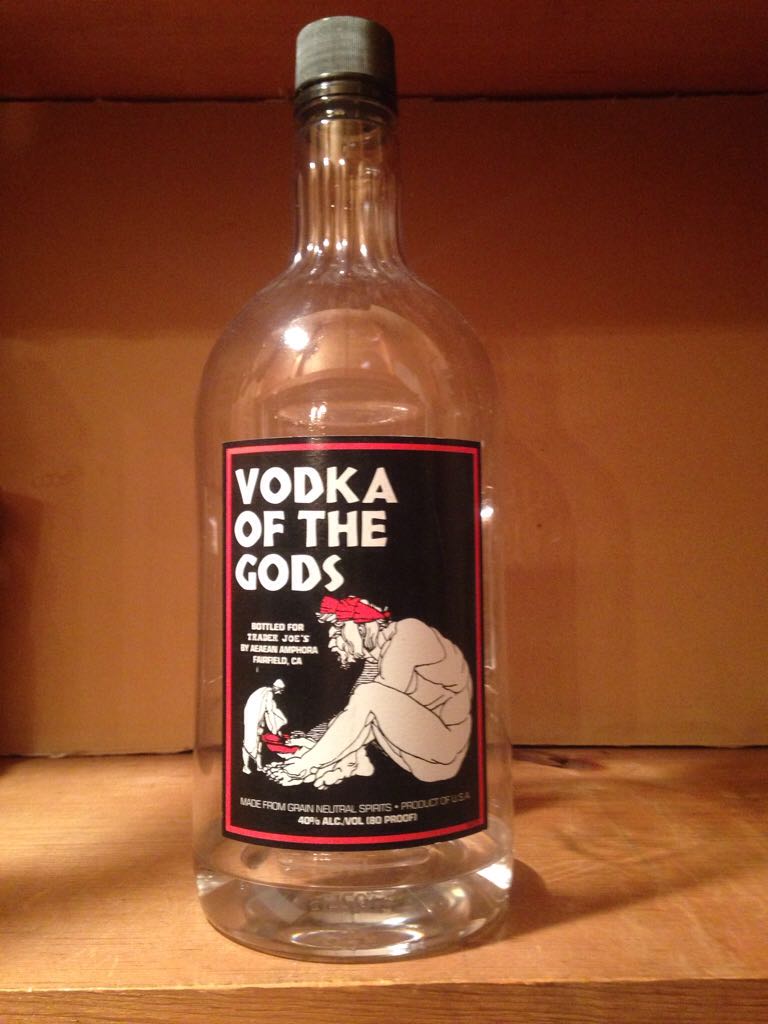 VODKA
OF THE
GODS
BOTTLED FOR
TRADER JOE'S
BY AEAEAN AMPHORA
FAIRFIELD, CA
MADE FROM GRAIN NEUTRAL SPIRITS • PRODUCT OF U.S.A
40% ALC./VOL (80 PROOF)